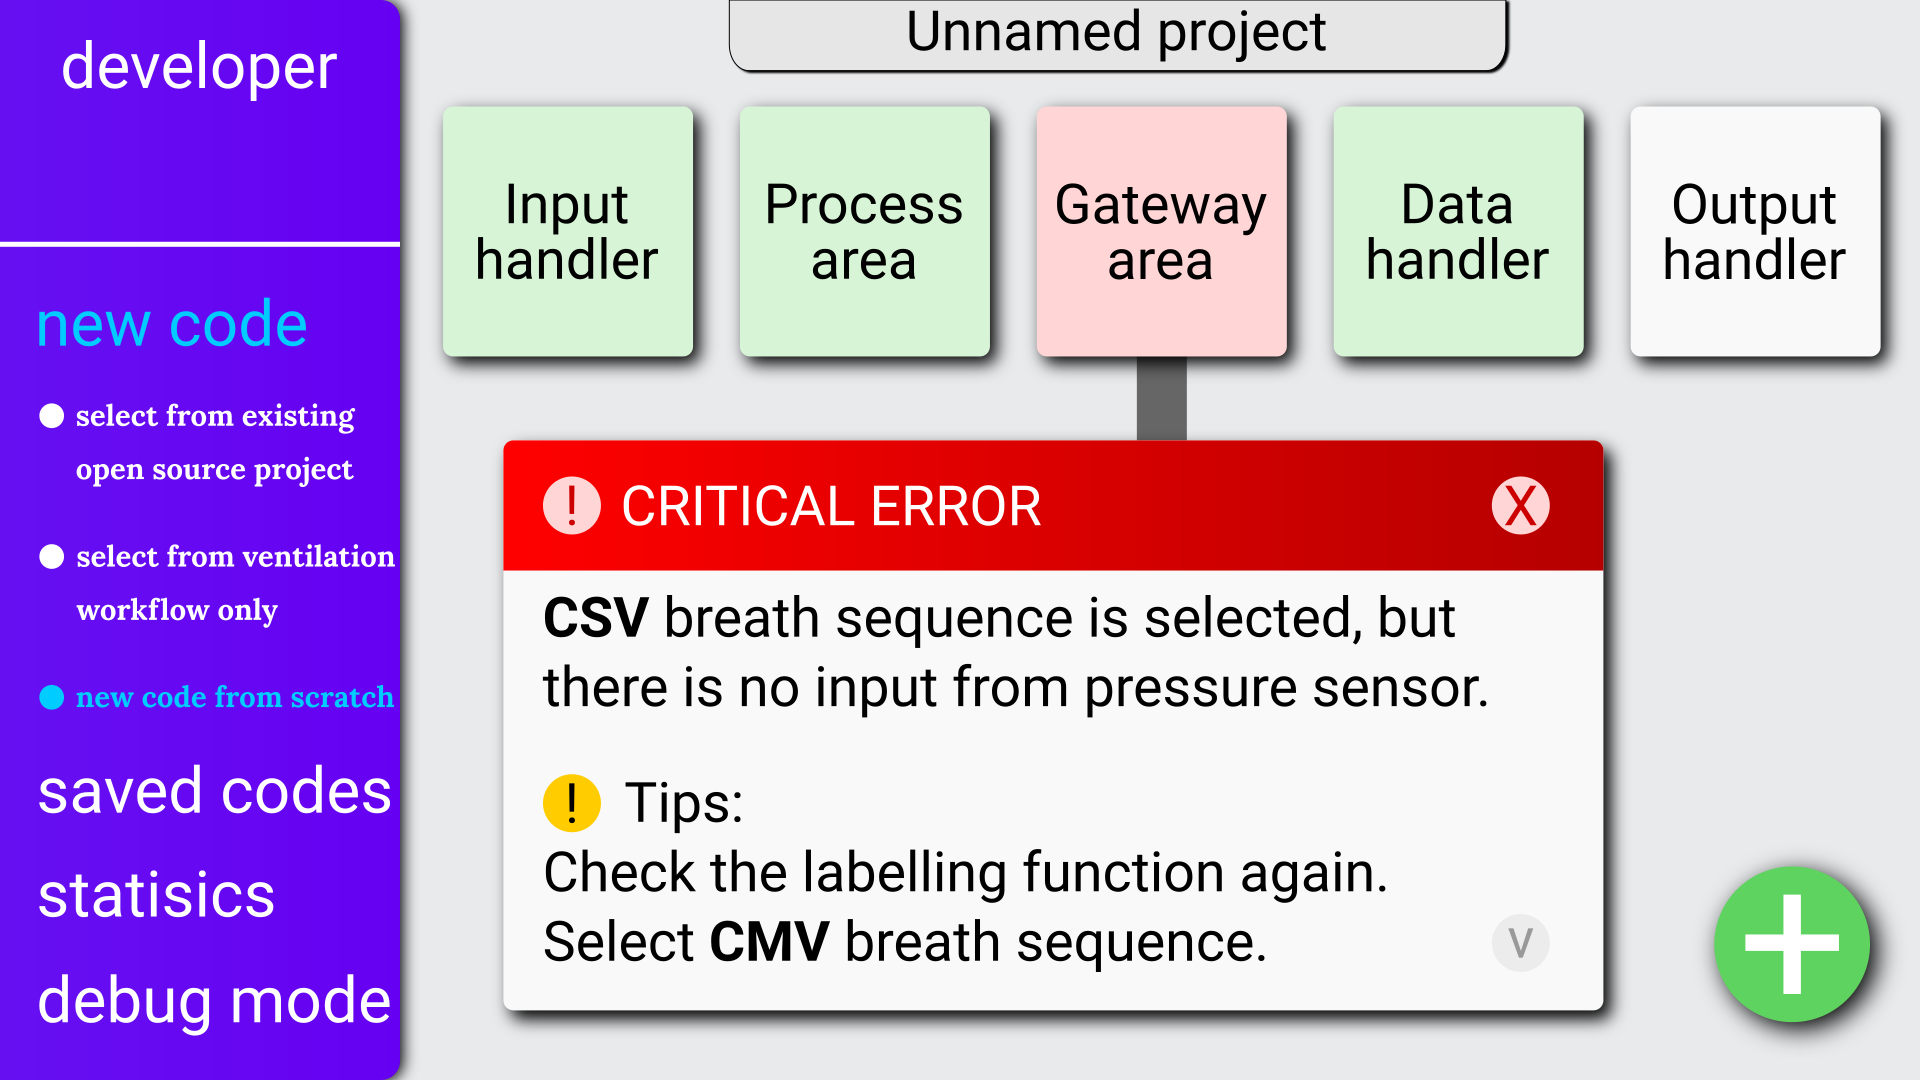 developer
new code
select from existing
open source project
select from ventilation
workflow only
new code from scratch
saved codes
statisics
debug mode
Unnamed project
Input
handler
Process
area
Gateway
area
Data
handler
Output
handler
! CRITICAL ERROR X
CSV breath sequence is selected, but
there is no input from pressure sensor.
! Tips:
Check the labelling function again.
Select CMV breath sequence. V
+